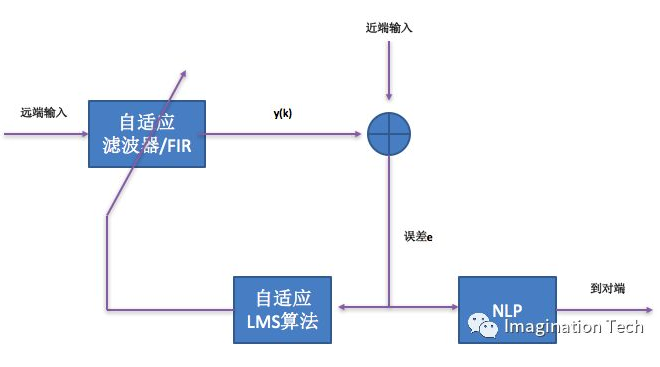 近端输入
远端输入
自适应
滤波器/FIR
y(k)
误差e
自适应
LMS算法
NLP
到对端
Imagination Tech